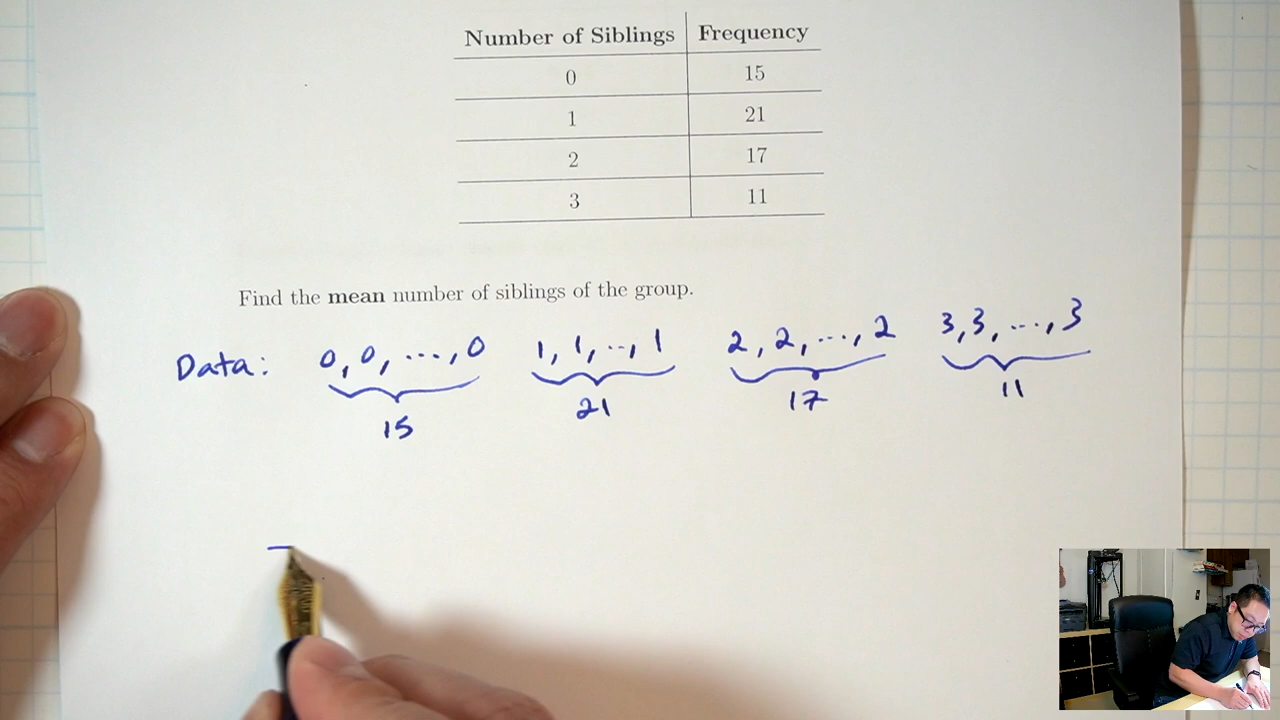 Number of Siblings Frequency
0 15
1 21
2 17
3 11
Find the mean number of siblings of the group.
Data: 0, 0, ..., 0 1, 1, .., 1 2, 2, ..., 2 3, 3, ..., 3
15 21 17 11